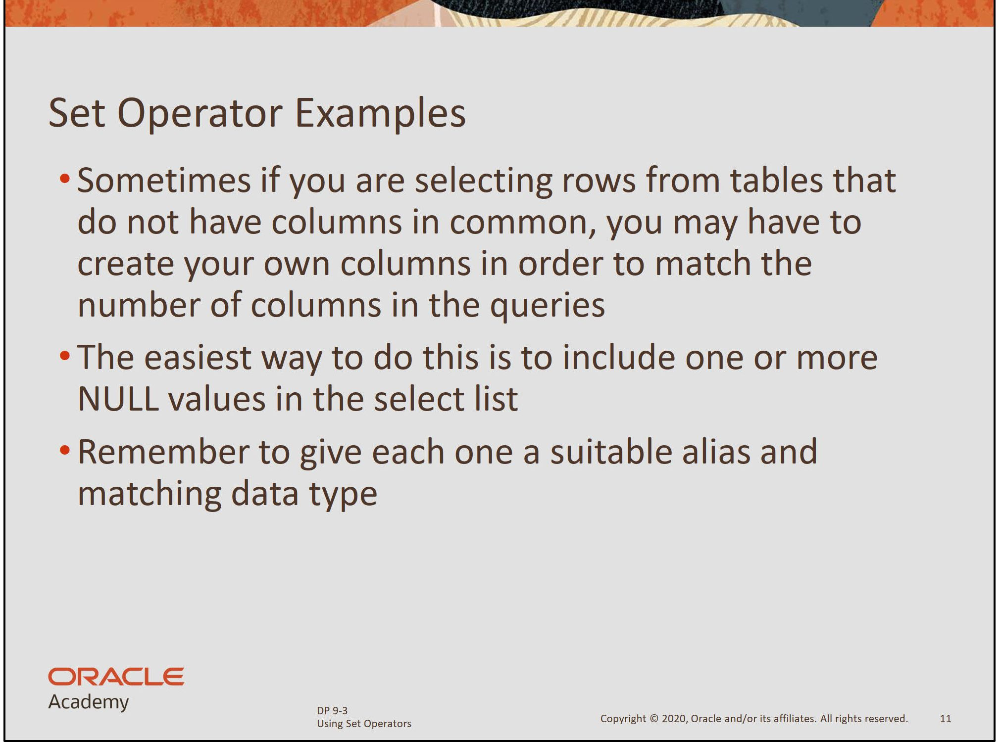 Set Operator Examples
• Sometimes if you are selecting rows from tables that
do not have columns in common, you may have to
create your own columns in order to match the
number of columns in the queries
• The easiest way to do this is to include one or more
NULL values in the select list
• Remember to give each one a suitable alias and
matching data type
ORACLE
Academy
DP 9-3
Using Set Operators
Copyright © 2020, Oracle and/or its affiliates. All rights reserved.
11